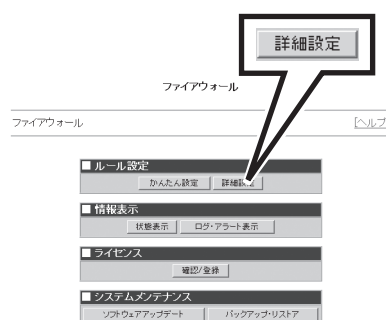 詳細設定
ファイアウォール
ファイアウォール [ヘルプ
■ ルール設定
かんたん設定 詳細設定
■ 情報表示
状態表示 ログ・アラート表示
■ ライセンス
確認/登録
■ システムメンテナンス
ソフトウェアアップデート バックアップ・リストア